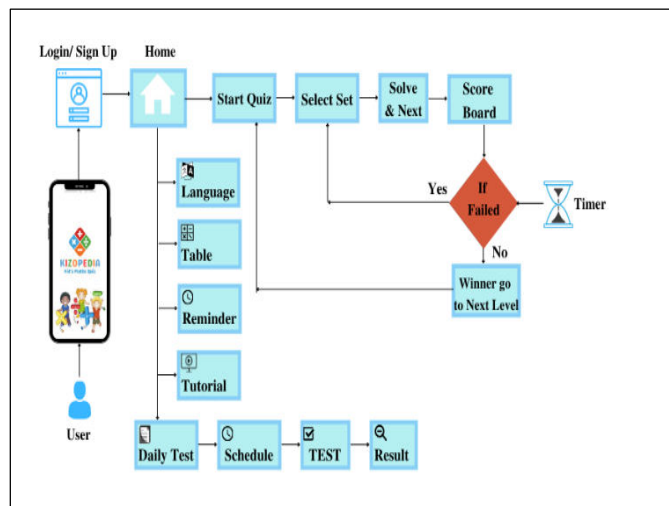 Login/ Sign Up
Home
Start Quiz
Select Set
Solve
& Next
Score
Board
If
Failed
Yes
No
Timer
Winner go
to Next Level
Language
Table
Reminder
Tutorial
KIZOPEDIA
User
Daily Test
Schedule
TEST
Result